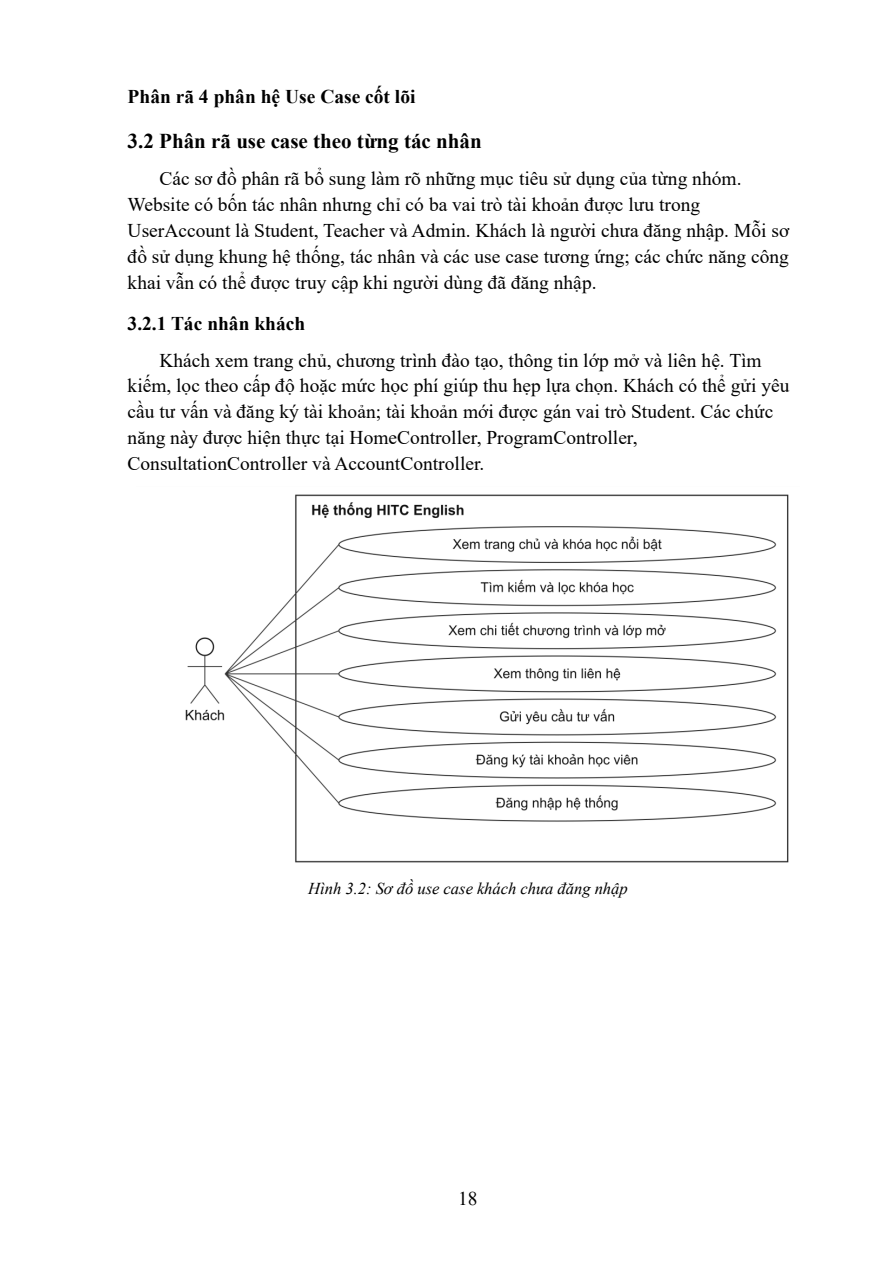 Phân rã 4 phân hệ Use Case cốt lõi
3.2 Phân rã use case theo từng tác nhân
Các sơ đồ phân rã bổ sung làm rõ những mục tiêu sử dụng của từng nhóm.
Website có bốn tác nhân nhưng chỉ có ba vai trò tài khoản được lưu trong
UserAccount là Student, Teacher và Admin. Khách là người chưa đăng nhập. Mỗi sơ
đồ sử dụng khung hệ thống, tác nhân và các use case tương ứng; các chức năng công
khai vẫn có thể được truy cập khi người dùng đã đăng nhập.
3.2.1 Tác nhân khách
Khách xem trang chủ, chương trình đào tạo, thông tin lớp mở và liên hệ. Tìm
kiếm, lọc theo cấp độ hoặc mức học phí giúp thu hẹp lựa chọn. Khách có thể gửi yêu
cầu tư vấn và đăng ký tài khoản; tài khoản mới được gán vai trò Student. Các chức
năng này được hiện thực tại HomeController, ProgramController,
ConsultationController và AccountController.
Hệ thống HITC English
Xem trang chủ và khóa học nổi bật
Tìm kiếm và lọc khóa học
Xem chi tiết chương trình và lớp mở
Xem thông tin liên hệ
Khách
Gửi yêu cầu tư vấn
Đăng ký tài khoản học viên
Đăng nhập hệ thống
Hình 3.2: Sơ đồ use case khách chưa đăng nhập
18